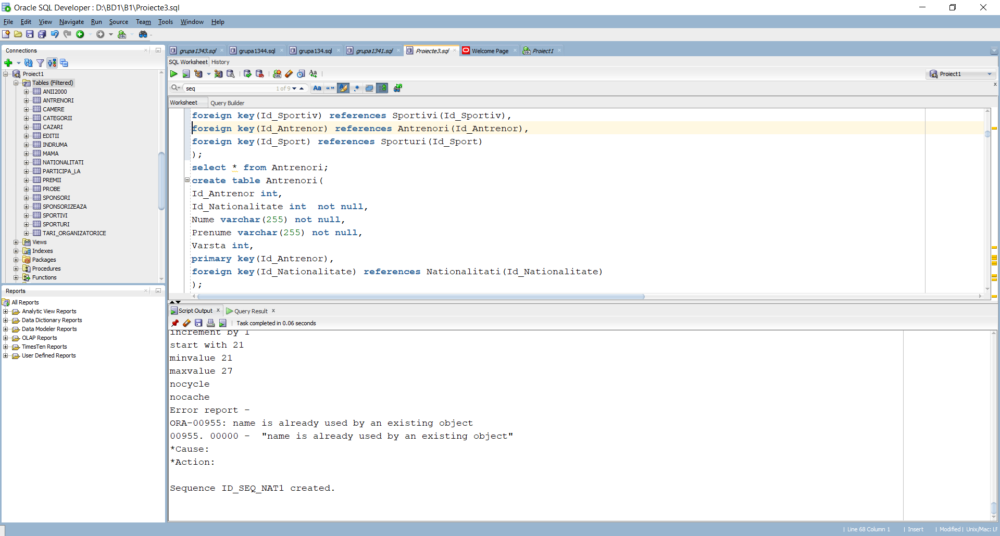 Oracle SQL Developer : D:\BD1\B1\Proiecte3.sql
File Edit View Navigate Run Source Team Tools Window Help
Connections
Proiect1
Tables (Filtered)
ANII2000
ANTRENORI
CAMERE
CATEGORII
CAZARI
EDITII
INDRUMA
MAMA
NATIONALITATI
PARTICIPA_LA
PREMII
PROBE
SPONSORI
SPONSORIZEAZA
SPORTIVI
SPORTURI
TARI_ORGANIZATORICE
Views
Indexes
Packages
Procedures
Functions
Reports
All Reports
Analytic View Reports
Data Dictionary Reports
Data Modeler Reports
OLAP Reports
TimesTen Reports
User Defined Reports
grupa1343.sql grupa1344.sql grupa134.sql grupa1341.sql Proiecte3.sql Welcome Page Proiect1
SQL Worksheet History
Proiect1
seq 1 of 9
Worksheet Query Builder
foreign key(Id_Sportiv) references Sportivi(Id_Sportiv),
foreign key(Id_Antrenor) references Antrenori(Id_Antrenor),
foreign key(Id_Sport) references Sporturi(Id_Sport)
);
select * from Antrenori;
create table Antrenori(
Id_Antrenor int,
Id_Nationalitate int  not null,
Nume varchar(255) not null,
Prenume varchar(255) not null,
Varsta int,
primary key(Id_Antrenor),
foreign key(Id_Nationalitate) references Nationalitati(Id_Nationalitate)
);
Script Output Query Result
Task completed in 0.06 seconds
increment by 1
start with 21
minvalue 21
maxvalue 27
nocycle
nocache
Error report -
ORA-00955: name is already used by an existing object
00955. 00000 -  "name is already used by an existing object"
*Cause:
*Action:
Sequence ID_SEQ_NAT1 created.
Line 68 Column 1 Insert Modified Unix/Mac: LF